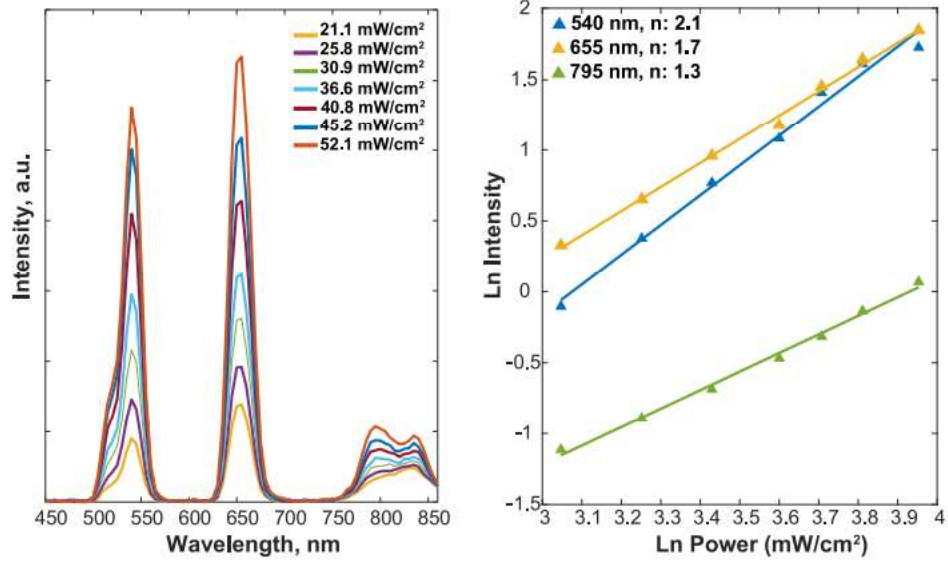 Intensity, a.u.
21.1 mW/cm²
25.8 mW/cm²
30.9 mW/cm²
36.6 mW/cm²
40.8 mW/cm²
45.2 mW/cm²
52.1 mW/cm²
450 500 550 600 650 700 750 800 850
Wavelength, nm
Ln Intensity
2
1.5
1
0.5
0
-0.5
-1
-1.5
540 nm, n: 2.1
655 nm, n: 1.7
795 nm, n: 1.3
3 3.1 3.2 3.3 3.4 3.5 3.6 3.7 3.8 3.9 4
Ln Power (mW/cm²)